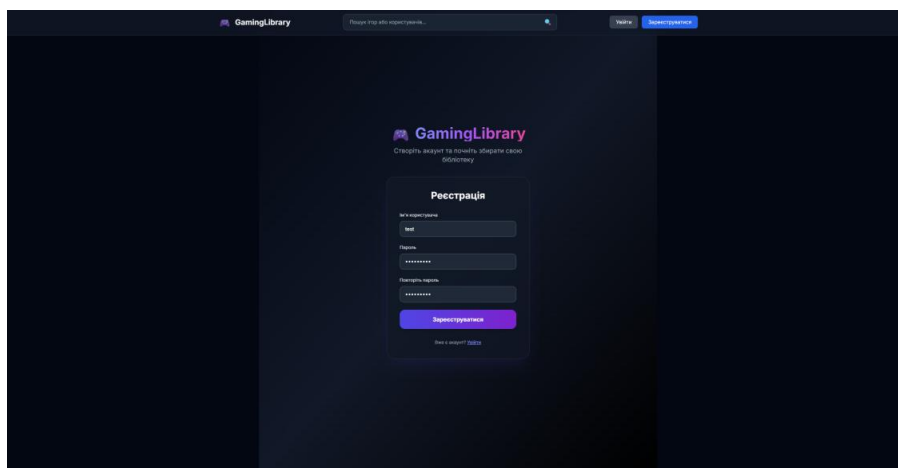 GamingLibrary
Пошук ігор або користувачів...
Увійти
Зареєструватися
GamingLibrary
Створіть акаунт та почніть збирати свою
бібліотеку
Реєстрація
Ім'я користувача
test
Пароль
•••••••••
Повторіть пароль
•••••••••
Зареєструватися
Вже є акаунт? Увійти